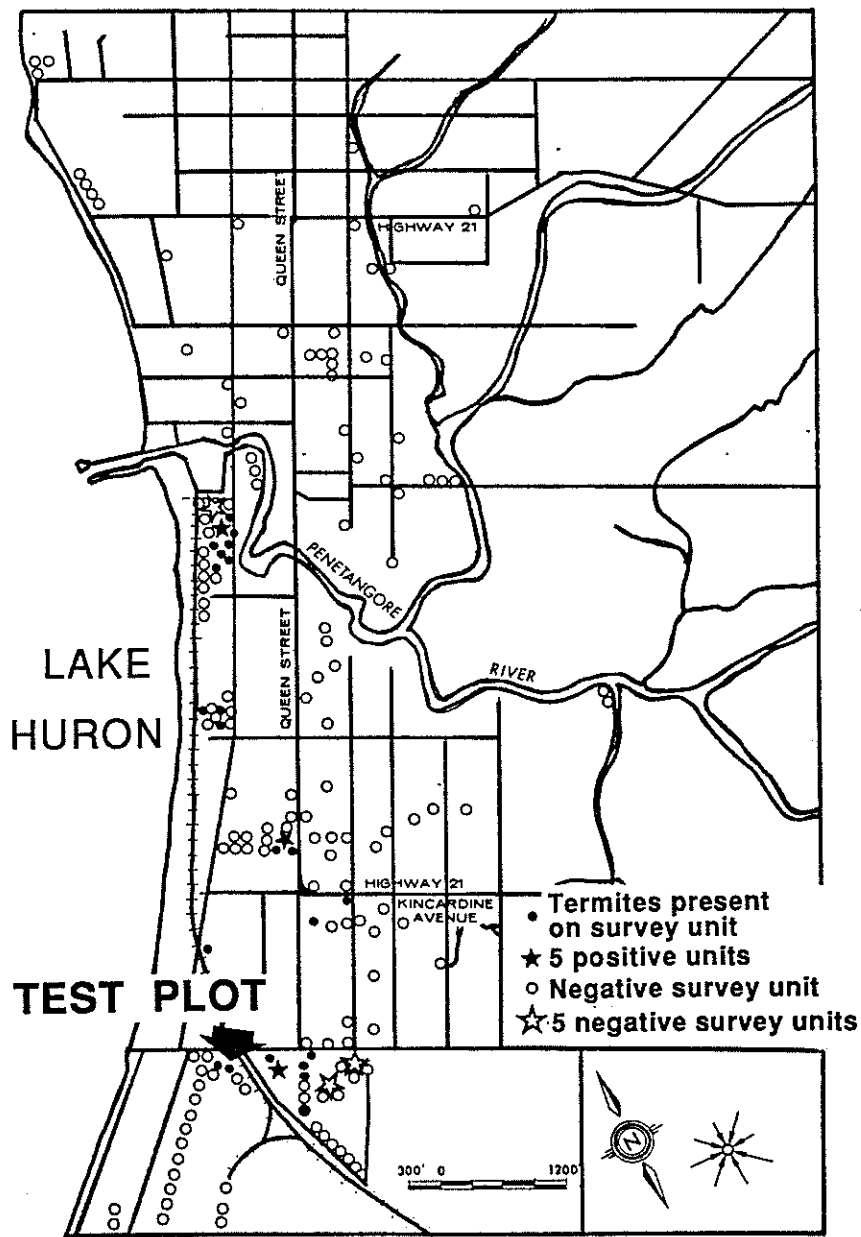 QUEEN STREET
HIGHWAY 21
PENETANGORE
RIVER
LAKE
HURON
QUEEN STREET
HIGHWAY 21
KINCARDINE
AVENUE
Termites present
on survey unit
5 positive units
Negative survey unit
5 negative survey units
TEST PLOT
N
300' 0 1200'